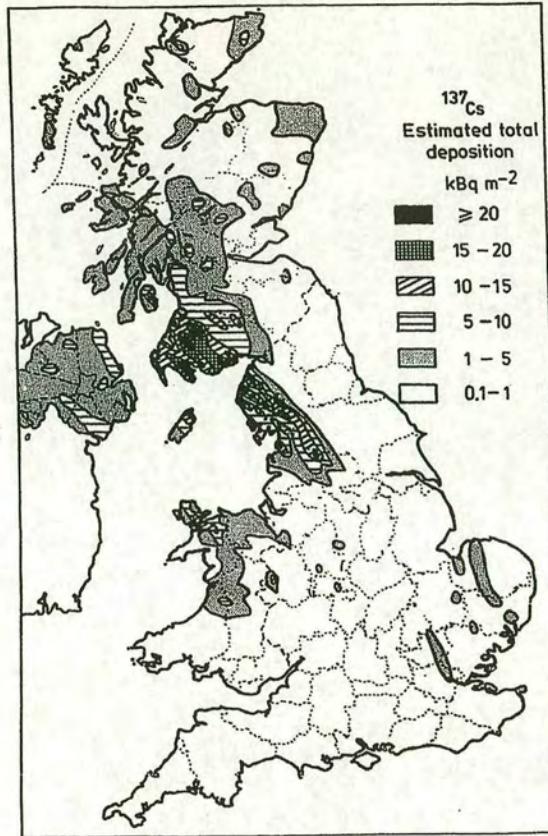 ¹³⁷Cs
Estimated total
deposition
kBq m⁻²
≥ 20
15 – 20
10 – 15
5 – 10
1 – 5
0.1 – 1